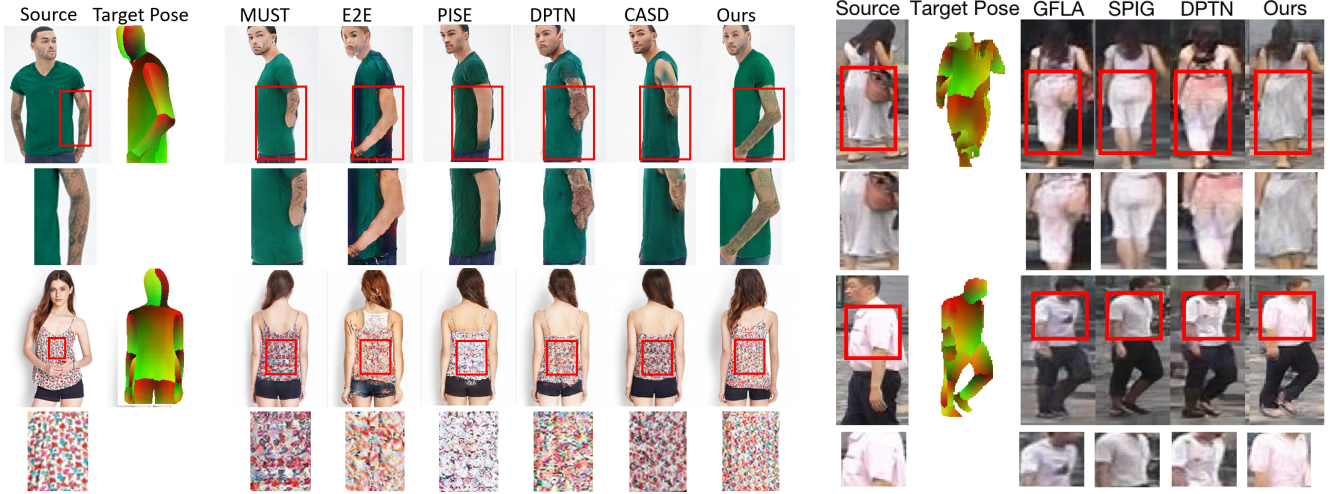 Source Target Pose MUST E2E PISE DPTN CASD Ours
Source Target Pose GFLA SPIG DPTN Ours